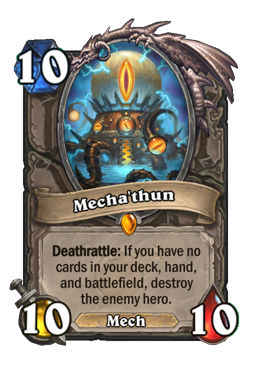 10
Mecha'thun
Deathrattle: If you have no
cards in your deck, hand,
and battlefield, destroy
the enemy hero.
10
Mech
10